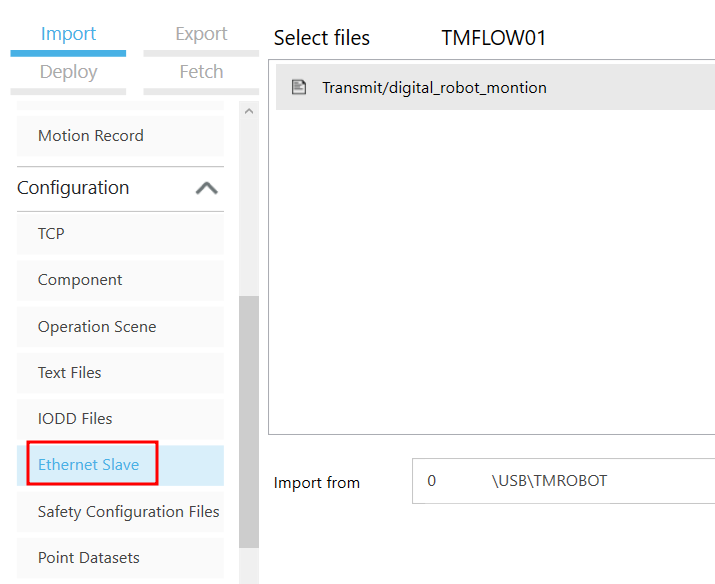 Import
Export
Deploy
Fetch
Motion Record
Configuration
TCP
Component
Operation Scene
Text Files
IODD Files
Ethernet Slave
Safety Configuration Files
Point Datasets
Select files
TMFLOW01
Transmit/digital_robot_montion
Import from
0
\USB\TMROBOT